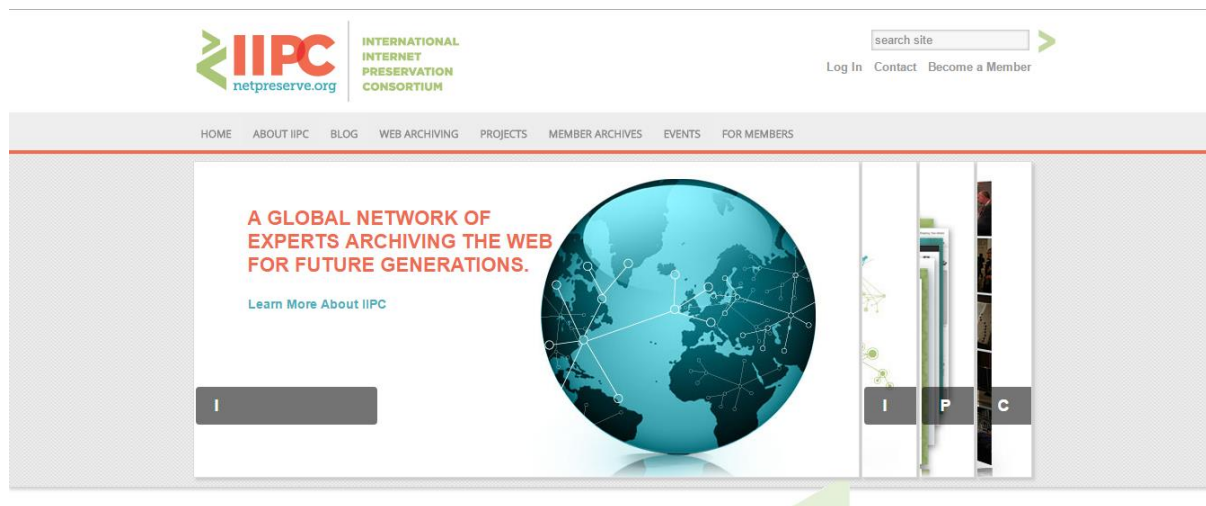 IIPC
netpreserve.org
INTERNATIONAL
INTERNET
PRESERVATION
CONSORTIUM
search site
Log In Contact Become a Member
HOME ABOUT IIPC BLOG WEB ARCHIVING PROJECTS MEMBER ARCHIVES EVENTS FOR MEMBERS
A GLOBAL NETWORK OF
EXPERTS ARCHIVING THE WEB
FOR FUTURE GENERATIONS.
Learn More About IIPC
I I P C